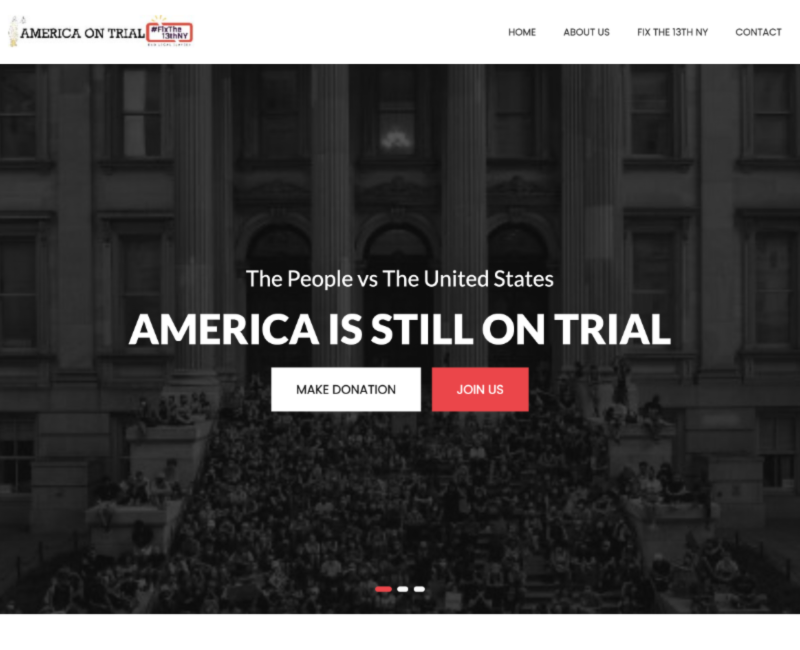 AMERICA ON TRIAL
#FixThe
13thNY
HOME
ABOUT US
FIX THE 13TH NY
CONTACT
The People vs The United States
AMERICA IS STILL ON TRIAL
MAKE DONATION
JOIN US